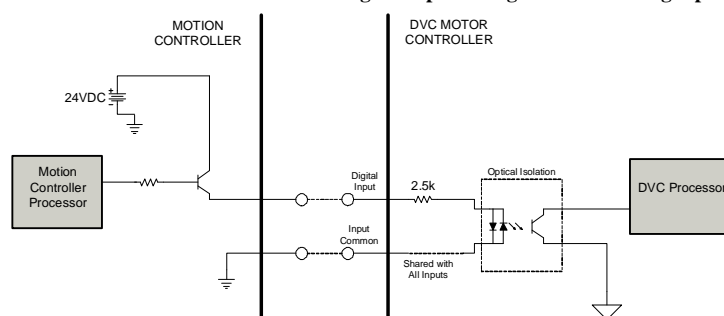 MOTION
CONTROLLER
DVC MOTOR
CONTROLLER
24VDC
+
-
Motion
Controller
Processor
Digital
Input
2.5k
Optical Isolation
DVC Processor
Input
Common
Shared with
All Inputs